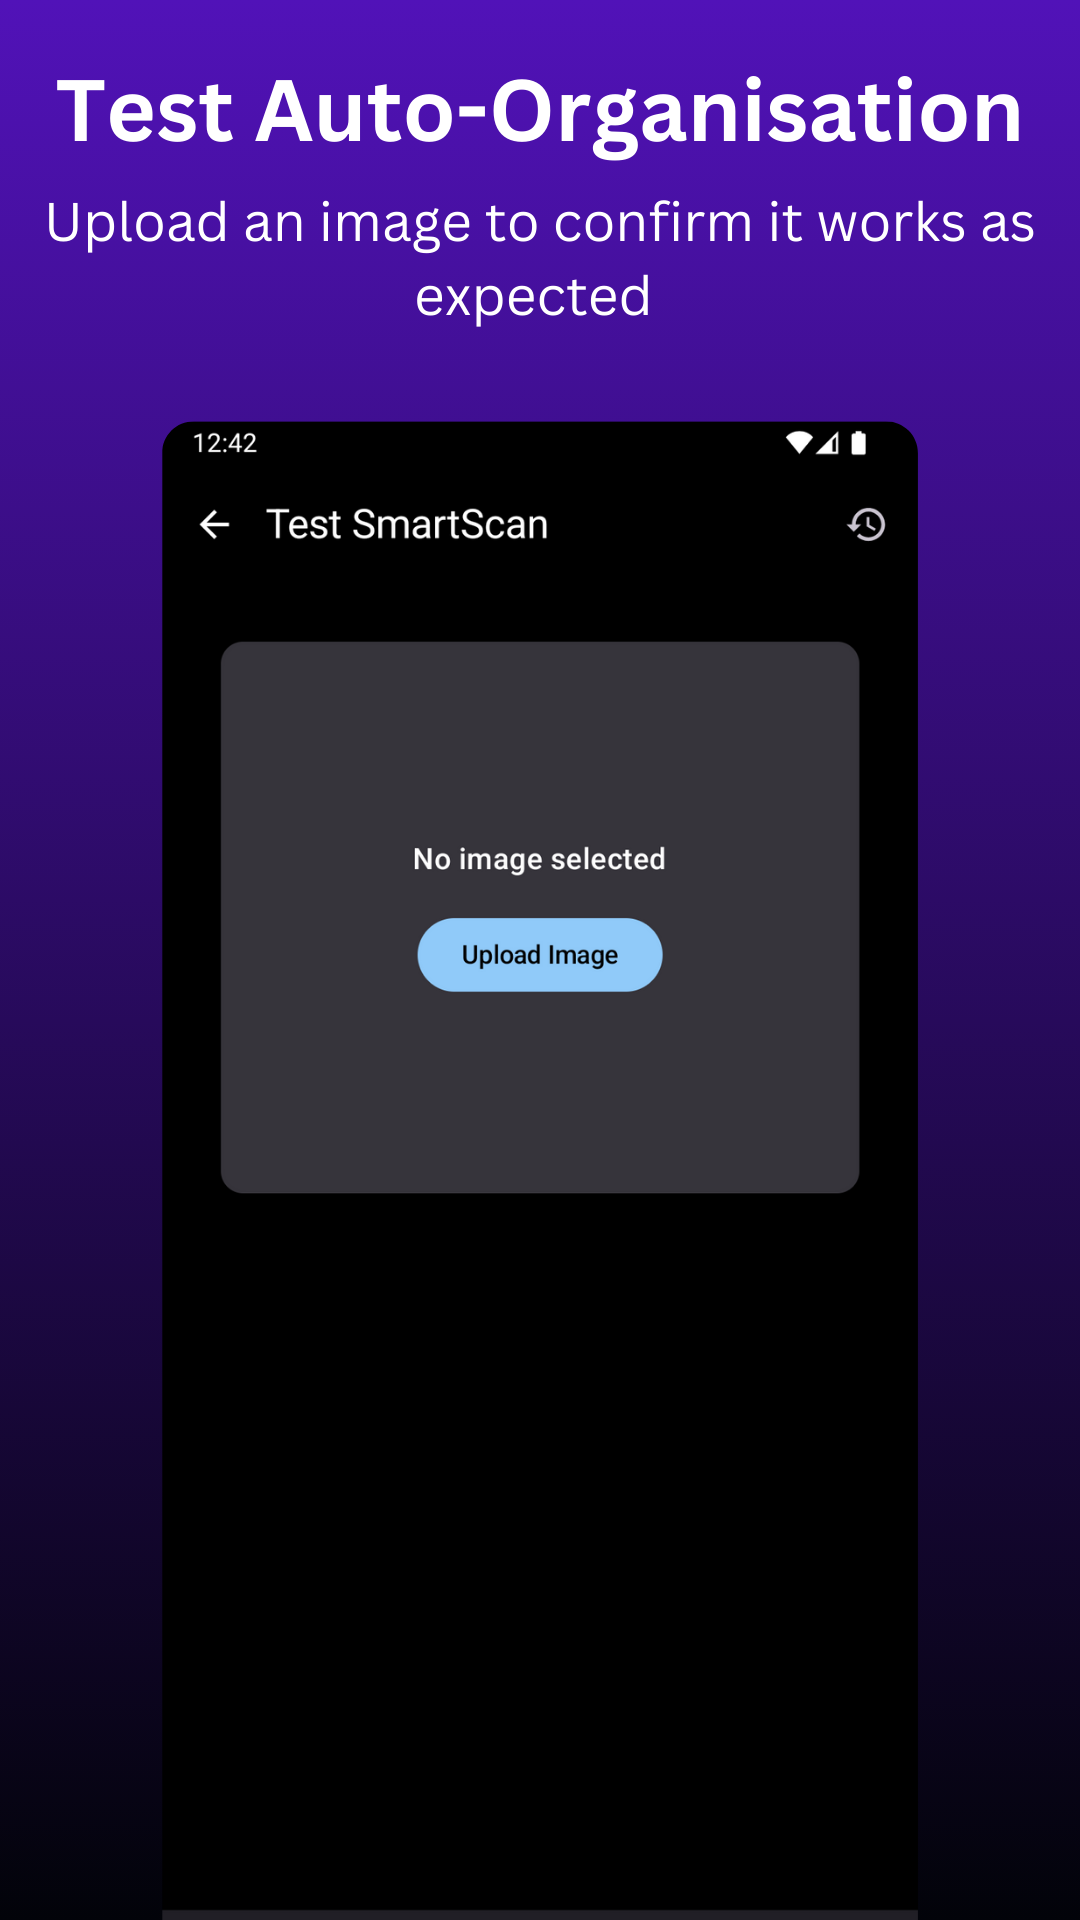 Test Auto-Organisation
Upload an image to confirm it works as
expected
12:42
Test SmartScan
No image selected
Upload Image